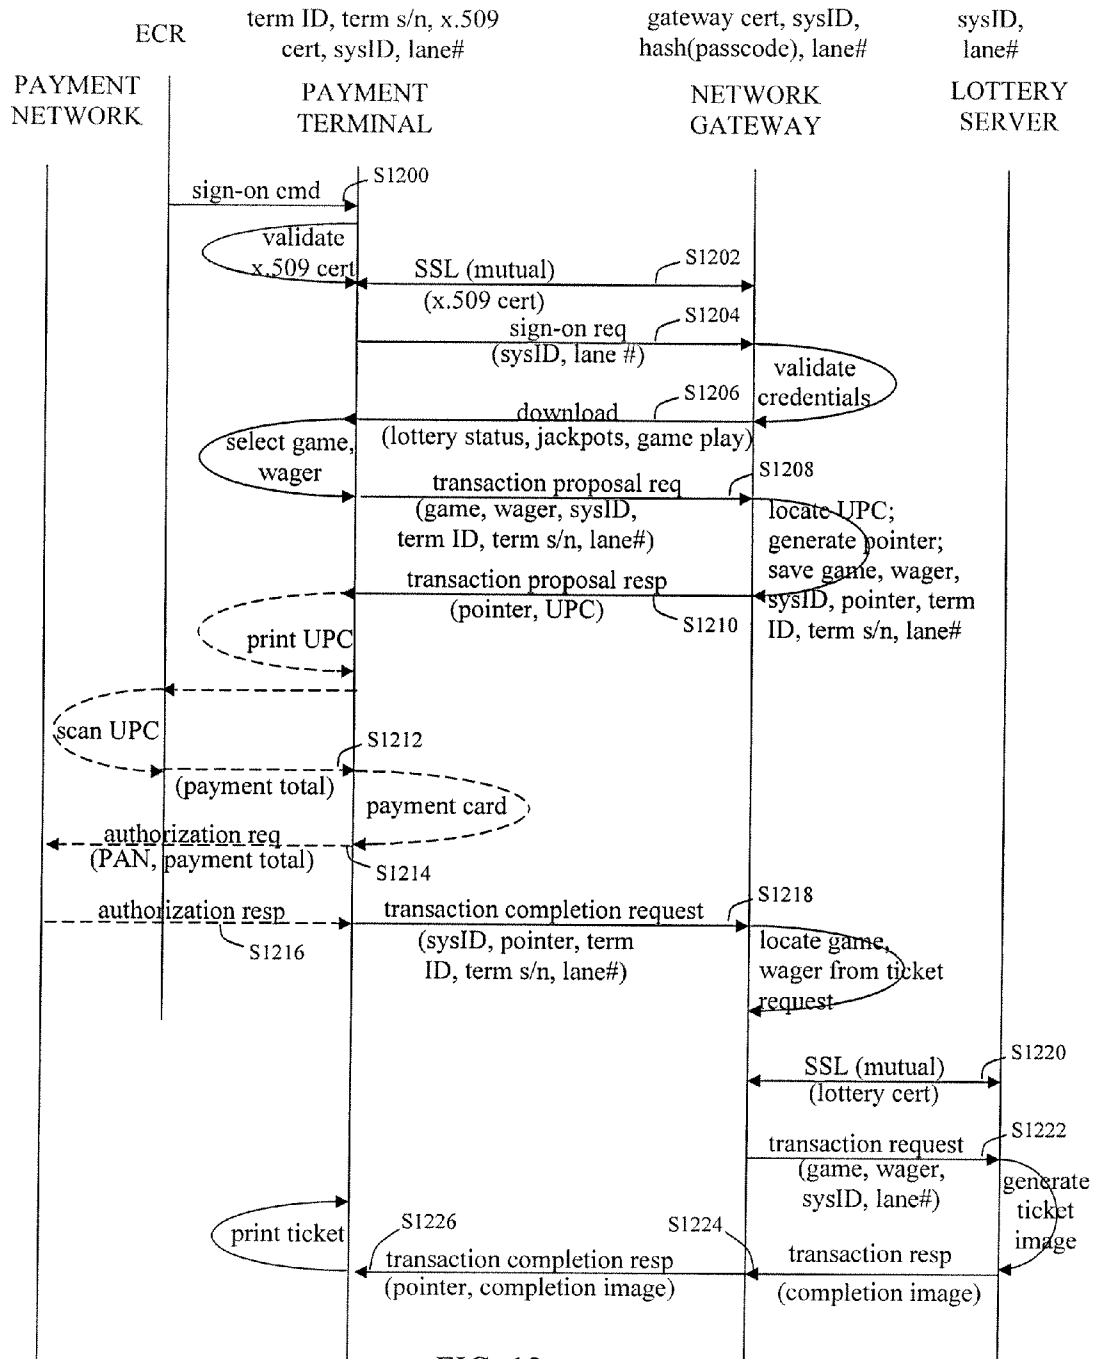 ECR
term ID, term s/n, x.509
cert, sysID, lane#
gateway cert, sysID,
hash(passcode), lane#
sysID,
lane#
PAYMENT
NETWORK
PAYMENT
TERMINAL
NETWORK
GATEWAY
LOTTERY
SERVER
sign-on cmd
S1200
validate
x.509 cert
SSL (mutual)
S1202
(x.509 cert)
sign-on req
S1204
(sysID, lane #)
validate
credentials
download
S1206
(lottery status, jackpots, game play)
select game,
wager
transaction proposal req
S1208
(game, wager, sysID,
term ID, term s/n, lane#)
locate UPC;
generate pointer;
save game, wager,
sysID, pointer, term
ID, term s/n, lane#
transaction proposal resp
(pointer, UPC)
S1210
print UPC
scan UPC
S1212
(payment total)
payment card
authorization req
(PAN, payment total)
S1214
authorization resp
S1216
transaction completion request
S1218
(sysID, pointer, term
ID, term s/n, lane#)
locate game,
wager from ticket
request
SSL (mutual)
S1220
(lottery cert)
transaction request
S1222
(game, wager,
sysID, lane#)
generate
ticket
image
print ticket
S1226
S1224
transaction completion resp
(pointer, completion image)
transaction resp
(completion image)